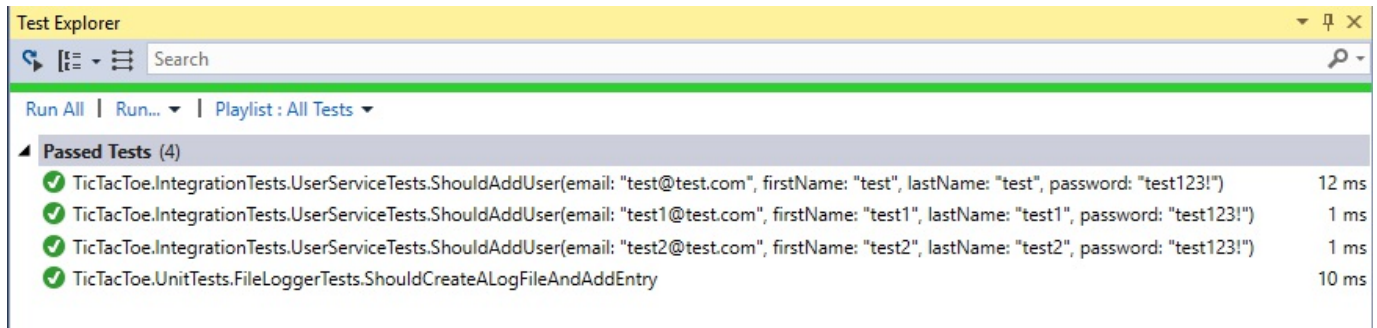 Test Explorer
Search
Run All | Run... | Playlist : All Tests
Passed Tests (4)
TicTacToe.IntegrationTests.UserServiceTests.ShouldAddUser(email: "test@test.com", firstName: "test", lastName: "test", password: "test123!") 12 ms
TicTacToe.IntegrationTests.UserServiceTests.ShouldAddUser(email: "test1@test.com", firstName: "test1", lastName: "test1", password: "test123!") 1 ms
TicTacToe.IntegrationTests.UserServiceTests.ShouldAddUser(email: "test2@test.com", firstName: "test2", lastName: "test2", password: "test123!") 1 ms
TicTacToe.UnitTests.FileLoggerTests.ShouldCreateALogFileAndAddEntry 10 ms